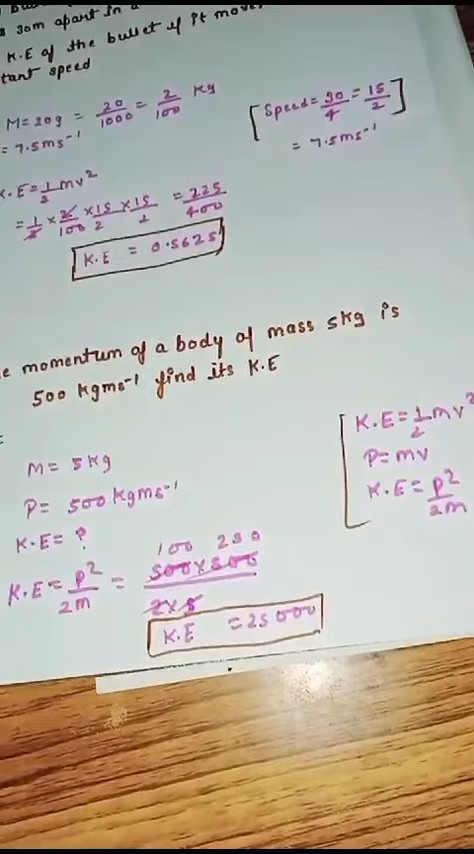 30m apart in a
K.E of the bullet if it move
tant speed
M = 20g = 20/1000 = 2/100 Kg
= 7.5ms⁻¹
[Speed = 30/4 = 15/2]
= 7.5ms⁻¹
K.E = 1/2 mv²
= 1/2 × 2/100 × 15/2 × 15/2 = 225/400
K.E = 0.5625
e momentum of a body of mass 5kg is
500 kgms⁻¹ find its K.E
M = 5kg
P = 500 kgms⁻¹
K.E = ?
K.E = P²/2m = 500×500/2×5
100 250
K.E = 25000
K.E = 1/2 mv²
P = mv
K.E = P²/2m